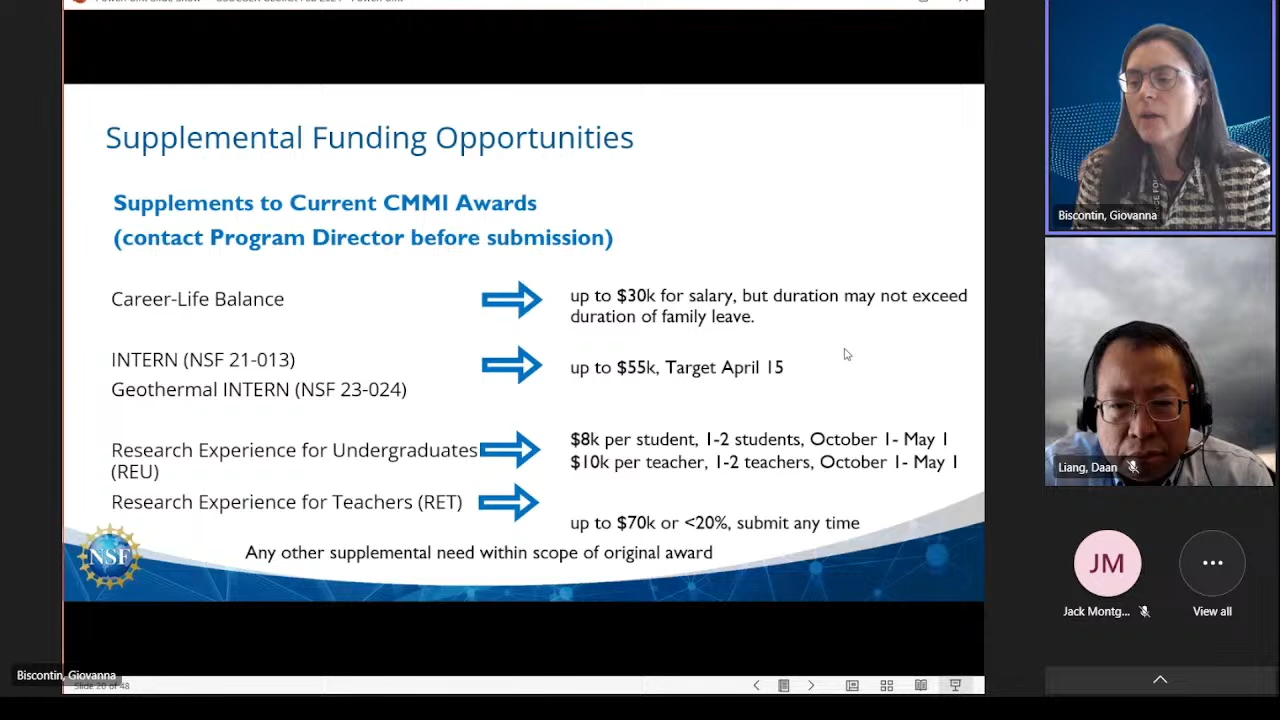 Supplemental Funding Opportunities
Supplements to Current CMMI Awards
(contact Program Director before submission)
Career-Life Balance
up to $30k for salary, but duration may not exceed
duration of family leave.
INTERN (NSF 21-013)
Geothermal INTERN (NSF 23-024)
up to $55k, Target April 15
Research Experience for Undergraduates
(REU)
$8k per student, 1-2 students, October 1- May 1
$10k per teacher, 1-2 teachers, October 1- May 1
Research Experience for Teachers (RET)
up to $70k or <20%, submit any time
Any other supplemental need within scope of original award
NSF
Biscontin, Giovanna
Slide 20 of 48
Biscontin, Giovanna
Liang, Daan
JM
Jack Montg...
View all